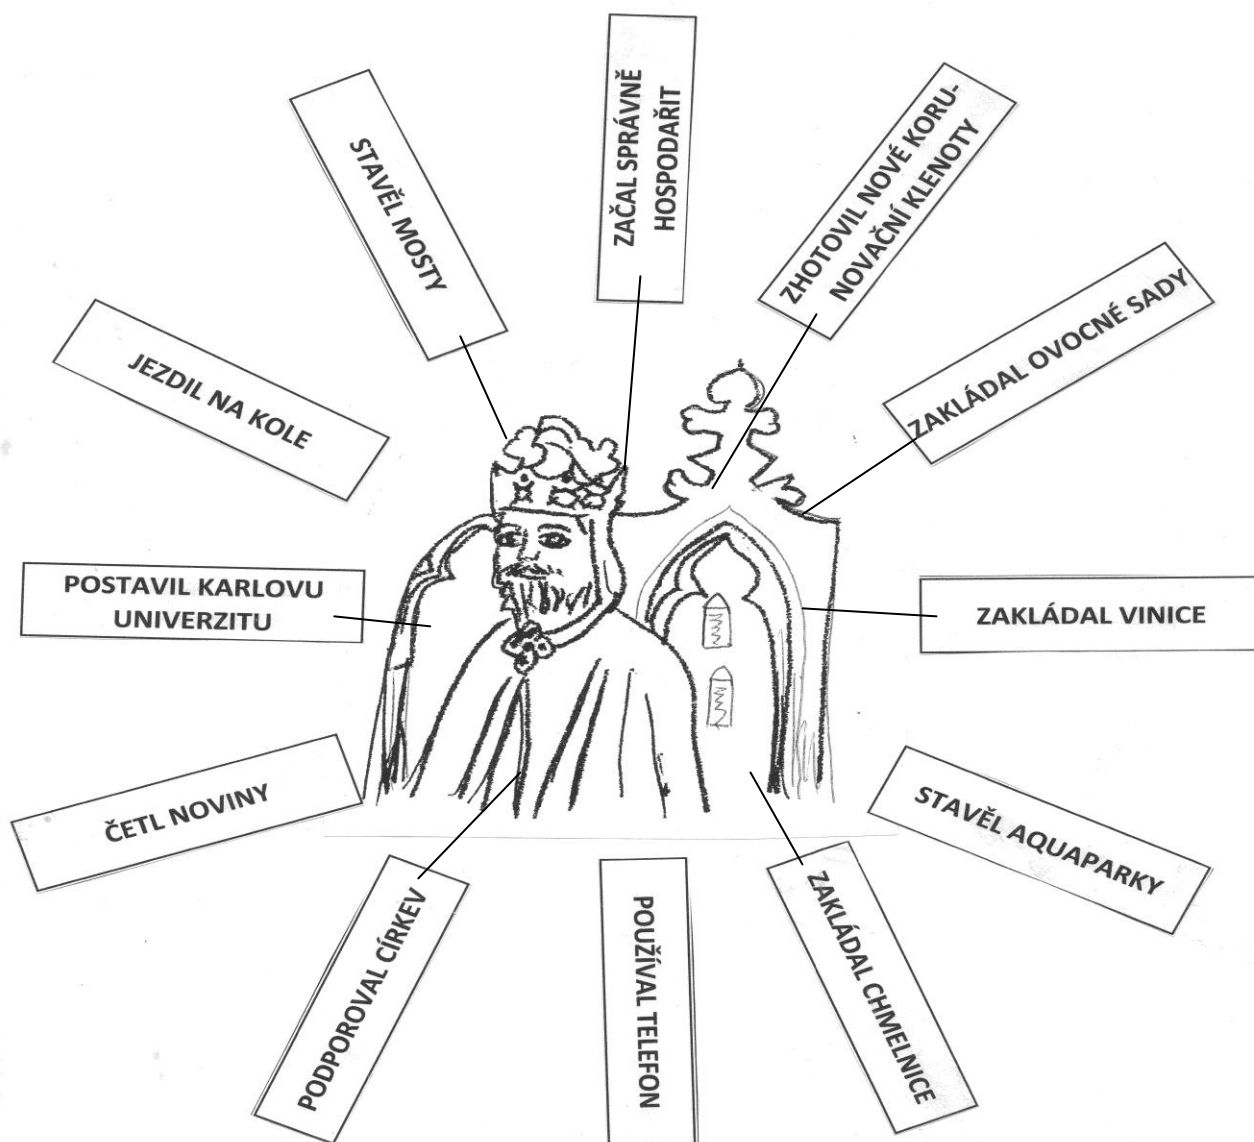 STAVĚL MOSTY
ZAČAL SPRÁVNĚ
HOSPODAŘIT
ZHOTOVIL NOVÉ KORU-
NOVAČNÍ KLENOTY
ZAKLÁDAL OVOCNÉ SADY
JEZDIL NA KOLE
POSTAVIL KARLOVU
UNIVERZITU
ZAKLÁDAL VINICE
ČETL NOVINY
STAVĚL AQUAPARKY
PODPOROVAL CÍRKEV
POUŽÍVAL TELEFON
ZAKLÁDAL CHMELNICE